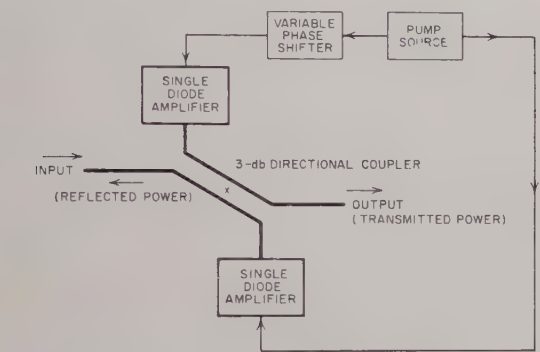 VARIABLE
PHASE
SHIFTER
PUMP
SOURCE
SINGLE
DIODE
AMPLIFIER
3-db DIRECTIONAL COUPLER
INPUT
(REFLECTED POWER)
x
OUTPUT
(TRANSMITTED POWER)
SINGLE
DIODE
AMPLIFIER